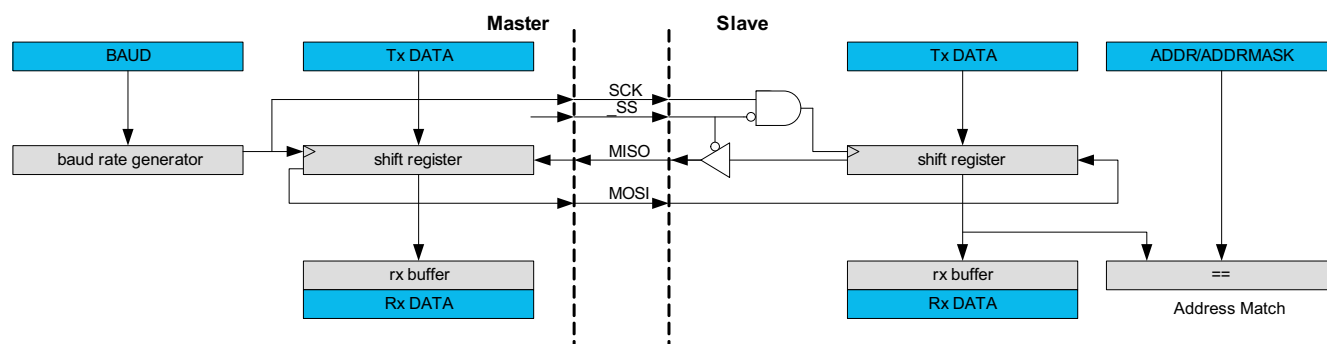 Master
Slave
BAUD
Tx DATA
Tx DATA
ADDR/ADDRMASK
SCK
_SS
baud rate generator
shift register
MISO
shift register
MOSI
rx buffer
rx buffer
==
Rx DATA
Rx DATA
Address Match